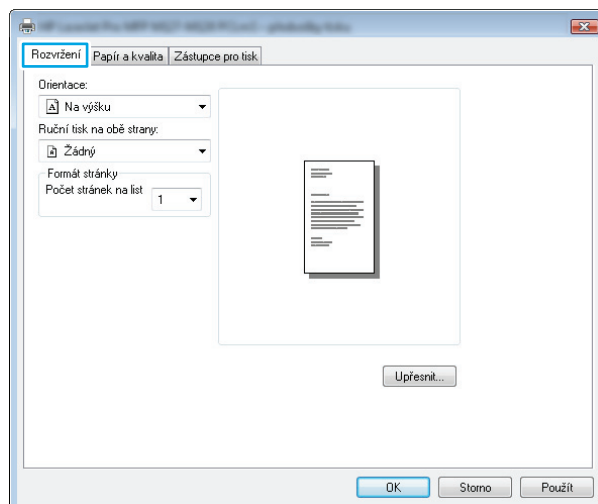 Rozvržení Papír a kvalita Zástupce pro tisk
Orientace:
A Na výšku
Ruční tisk na obě strany:
Žádný
Formát stránky
Počet stránek na list 1
Upřesnit...
OK Storno Použít